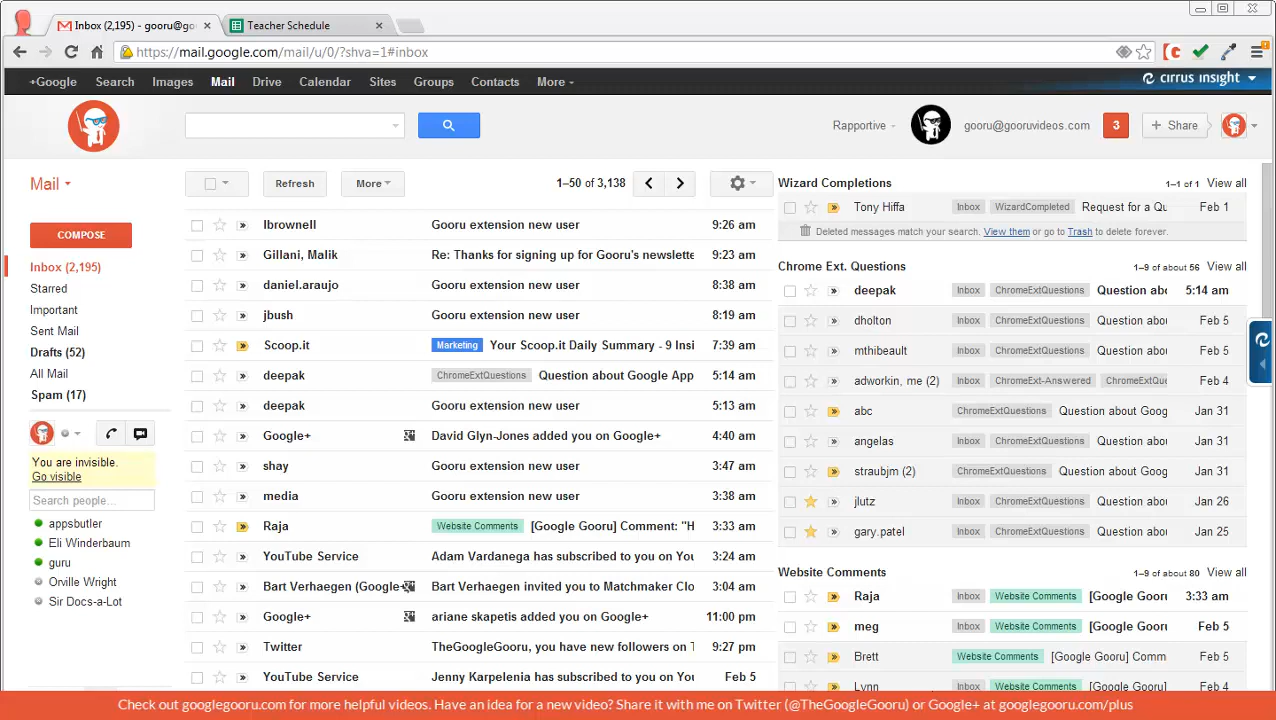 Inbox (2,195) - gooru@go
Teacher Schedule
https://mail.google.com/mail/u/0/?shva=1#inbox
+Google Search Images Mail Drive Calendar Sites Groups Contacts More
cirrus insight
Rapportive
gooru@gooruvideos.com
3
+ Share
Mail
Refresh
More
1–50 of 3,138
COMPOSE
Inbox (2,195)
Starred
Important
Sent Mail
Drafts (52)
All Mail
Spam (17)
You are invisible.
Go visible
Search people...
appsbutler
Eli Winderbaum
guru
Orville Wright
Sir Docs-a-Lot
lbrownell Gooru extension new user 9:26 am
Gillani, Malik Re: Thanks for signing up for Gooru's newslette 9:23 am
daniel.araujo Gooru extension new user 8:38 am
jbush Gooru extension new user 8:19 am
Scoop.it Marketing Your Scoop.it Daily Summary - 9 Insi 7:39 am
deepak ChromeExtQuestions Question about Google App 5:14 am
deepak Gooru extension new user 5:13 am
Google+ David Glyn-Jones added you on Google+ 4:40 am
shay Gooru extension new user 3:47 am
media Gooru extension new user 3:38 am
Raja Website Comments [Google Gooru] Comment: "H 3:33 am
YouTube Service Adam Vardanega has subscribed to you on You 3:24 am
Bart Verhaegen (Google+ Bart Verhaegen invited you to Matchmaker Clo 3:04 am
Google+ ariane skapetis added you on Google+ 11:00 pm
Twitter TheGoogleGooru, you have new followers on T 9:27 pm
YouTube Service Jenny Karpelenia has subscribed to you on You Feb 5
Wizard Completions 1–1 of 1 View all
Tony Hiffa Inbox WizardCompleted Request for a Qu Feb 1
Deleted messages match your search. View them or go to Trash to delete forever.
Chrome Ext. Questions 1–9 of about 56 View all
deepak Inbox ChromeExtQuestions Question abou 5:14 am
dholton Inbox ChromeExtQuestions Question abou Feb 5
mthibeault Inbox ChromeExtQuestions Question abou Feb 5
adworkin, me (2) Inbox ChromeExt-Answered ChromeExtQue Feb 4
abc ChromeExtQuestions Question about Goog Jan 31
angelas ChromeExtQuestions Question about Goog Jan 31
straubjm (2) ChromeExtQuestions Question about Goog Jan 31
jlutz Inbox ChromeExtQuestions Question abou Jan 26
gary.patel Inbox ChromeExtQuestions Question abou Jan 25
Website Comments 1–9 of about 80 View all
Raja Inbox Website Comments [Google Gooru 3:33 am
meg Inbox Website Comments [Google Gooru Feb 5
Brett Website Comments [Google Gooru] Comm Feb 5
Lynn Inbox Website Comments [Google Gooru Feb 4
Check out googlegooru.com for more helpful videos. Have an idea for a new video? Share it with me on Twitter (@TheGoogleGooru) or Google+ at googlegooru.com/plus